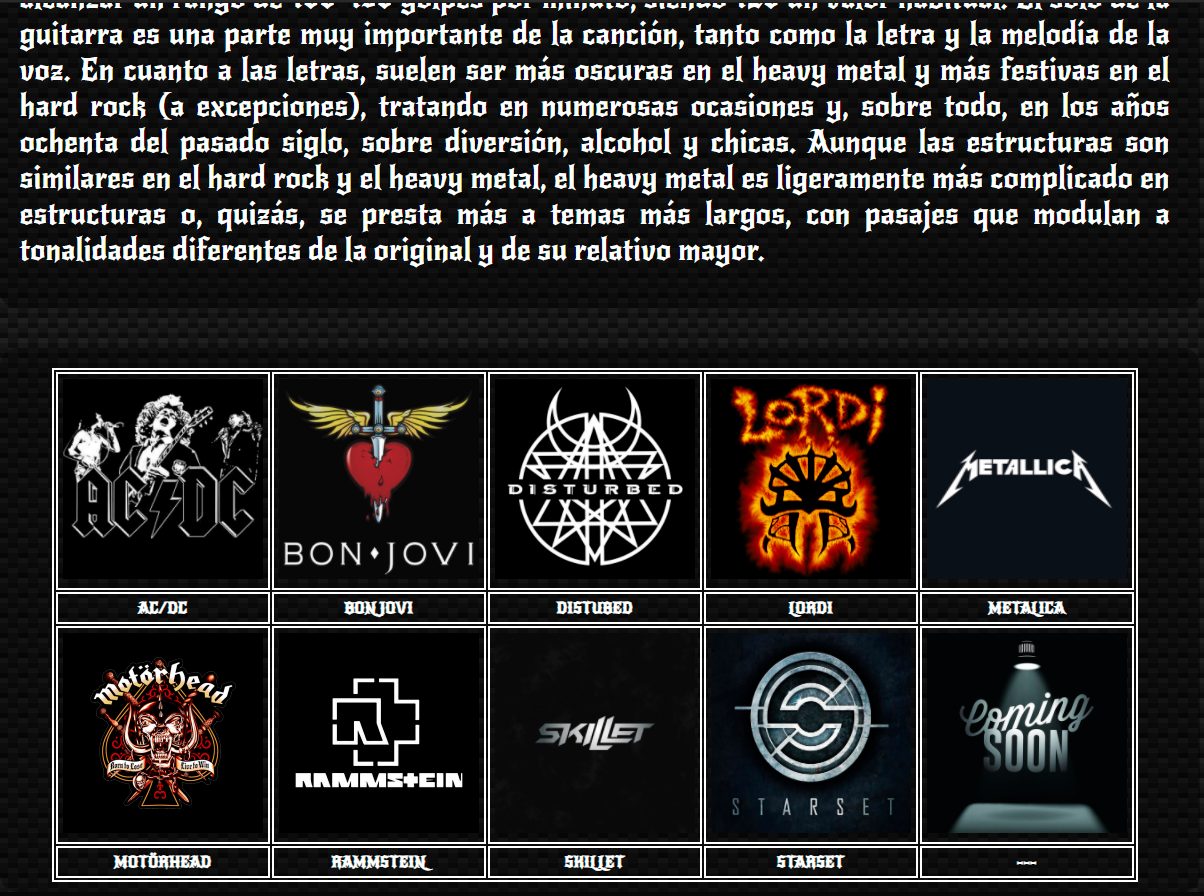 guitarra es una parte muy importante de la canción, tanto como la letra y la melodía de la
voz. En cuanto a las letras, suelen ser más oscuras en el heavy metal y más festivas en el
hard rock (a excepciones), tratando en numerosas ocasiones y, sobre todo, en los años
ochenta del pasado siglo, sobre diversión, alcohol y chicas. Aunque las estructuras son
similares en el hard rock y el heavy metal, el heavy metal es ligeramente más complicado en
estructuras o, quizás, se presta más a temas más largos, con pasajes que modulan a
tonalidades diferentes de la original y de su relativo mayor.
AC/DC
BON JOVI
DISTURBED
LORDI
METALLICA
AC/DC
BON JOVI
DISTUBED
LORDI
METALICA
motörhead
Born to Lose
Live to Win
RAMMSTEIN
SKILLET
STARSET
Coming
SOON
MOTÖRHEAD
RAMMSTEIN
SKILLET
STARSET
---